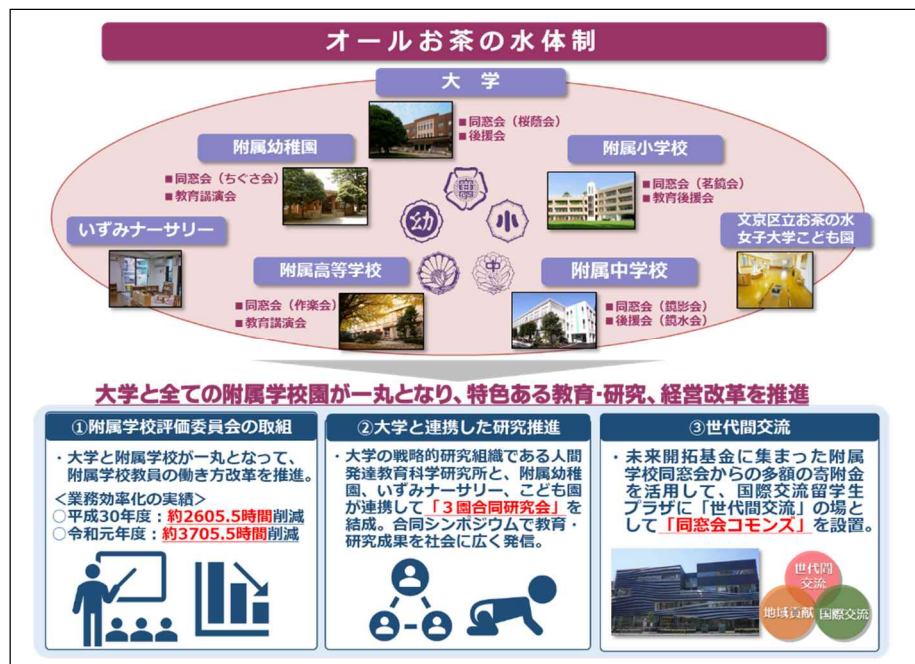 オールお茶の水体制
大学
■同窓会（桜蔭会）
■後援会
附属幼稚園
■同窓会（ちぐさ会）
■教育講演会
附属小学校
■同窓会（茗鏡会）
■教育後援会
幼
小
いずみナーサリー
文京区立お茶の水
女子大学こども園
附属高等学校
■同窓会（作楽会）
■教育講演会
中
附属中学校
■同窓会（鏡影会）
■後援会（鏡水会）
大学と全ての附属学校園が一丸となり、特色ある教育・研究、経営改革を推進
①附属学校評価委員会の取組
・大学と附属学校が一丸となって、
附属学校教員の働き方改革を推進。
＜業務効率化の実績＞
○平成30年度：約2605.5時間削減
○令和元年度：約3705.5時間削減
②大学と連携した研究推進
・大学の戦略的研究組織である人間
発達教育科学研究所と、附属幼稚
園、いずみナーサリー、こども園
が連携して「３園合同研究会」を
結成。合同シンポジウムで教育・
研究成果を社会に広く発信。
③世代間交流
・未来開拓基金に集まった附属
学校同窓会からの多額の寄附金
を活用して、国際交流留学生
プラザに「世代間交流」の場と
して「同窓会コモンズ」を設置。
世代間
交流
地域貢献
国際交流